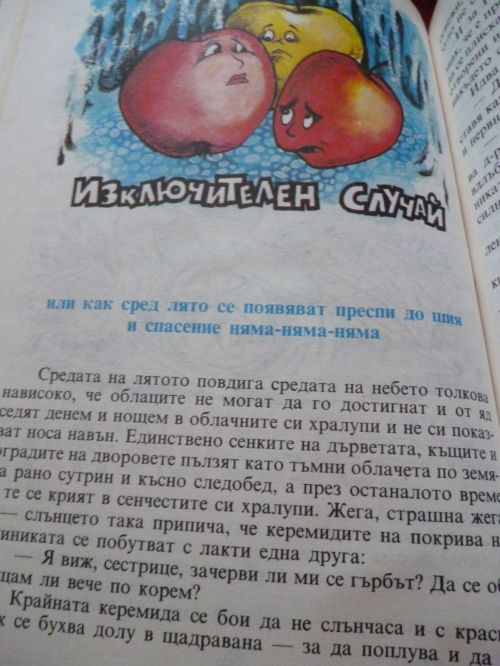 ИЗКЛЮЧИТЕЛЕН СЛУЧАЙ
или как сред лято се появяват преспи до шия
и спасение няма-няма-няма
Средата на лятото повдига средата на небето толкова
нависоко, че облаците не могат да го достигнат и от яд
седят денем и нощем в облачните си хралупи и не си показ-
ват носа навън. Единствено сенките на дърветата, къщите и
оградите на дворовете пълзят като тъмни облачета по земя-
та рано сутрин и късно следобед, а през останалото време
те се крият в сенчестите си хралупи. Жега, страшна жега
— слънцето така припича, че керемидите на покрива н
иниката се побутват с лакти една друга:
— Я виж, сестрице, зачерви ли ми се гърбът? Да се об
щам ли вече по корем?
Крайната керемида се бои да не слънчаса и с крас
к се бухва долу в щадравана — за да поплува и да